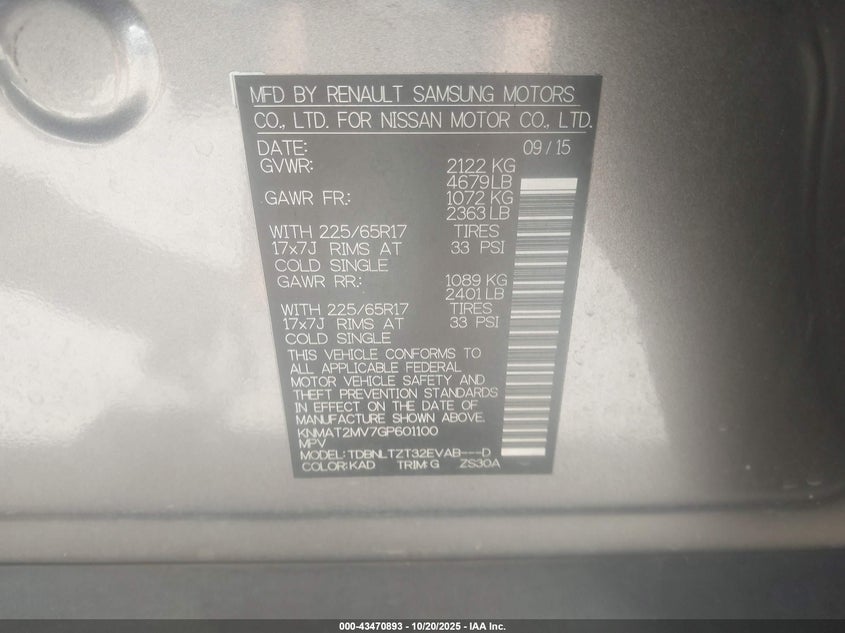 MFD BY RENAULT SAMSUNG MOTORS
CO., LTD. FOR NISSAN MOTOR CO., LTD.
DATE: 09/15
GVWR: 2122 KG
4679 LB
GAWR FR: 1072 KG
2363 LB
WITH 225/65R17 TIRES
17x7J RIMS AT 33 PSI
COLD SINGLE
GAWR RR: 1089 KG
2401 LB
WITH 225/65R17 TIRES
17x7J RIMS AT 33 PSI
COLD SINGLE
THIS VEHICLE CONFORMS TO
ALL APPLICABLE FEDERAL
MOTOR VEHICLE SAFETY AND
THEFT PREVENTION STANDARDS
IN EFFECT ON THE DATE OF
MANUFACTURE SHOWN ABOVE.
KNMAT2MV7GP601100
MPV
MODEL: TDBNLTZT32EVAB---D
COLOR: KAD TRIM: G ZS30A
000-43470893 - 10/20/2025 - IAA Inc.